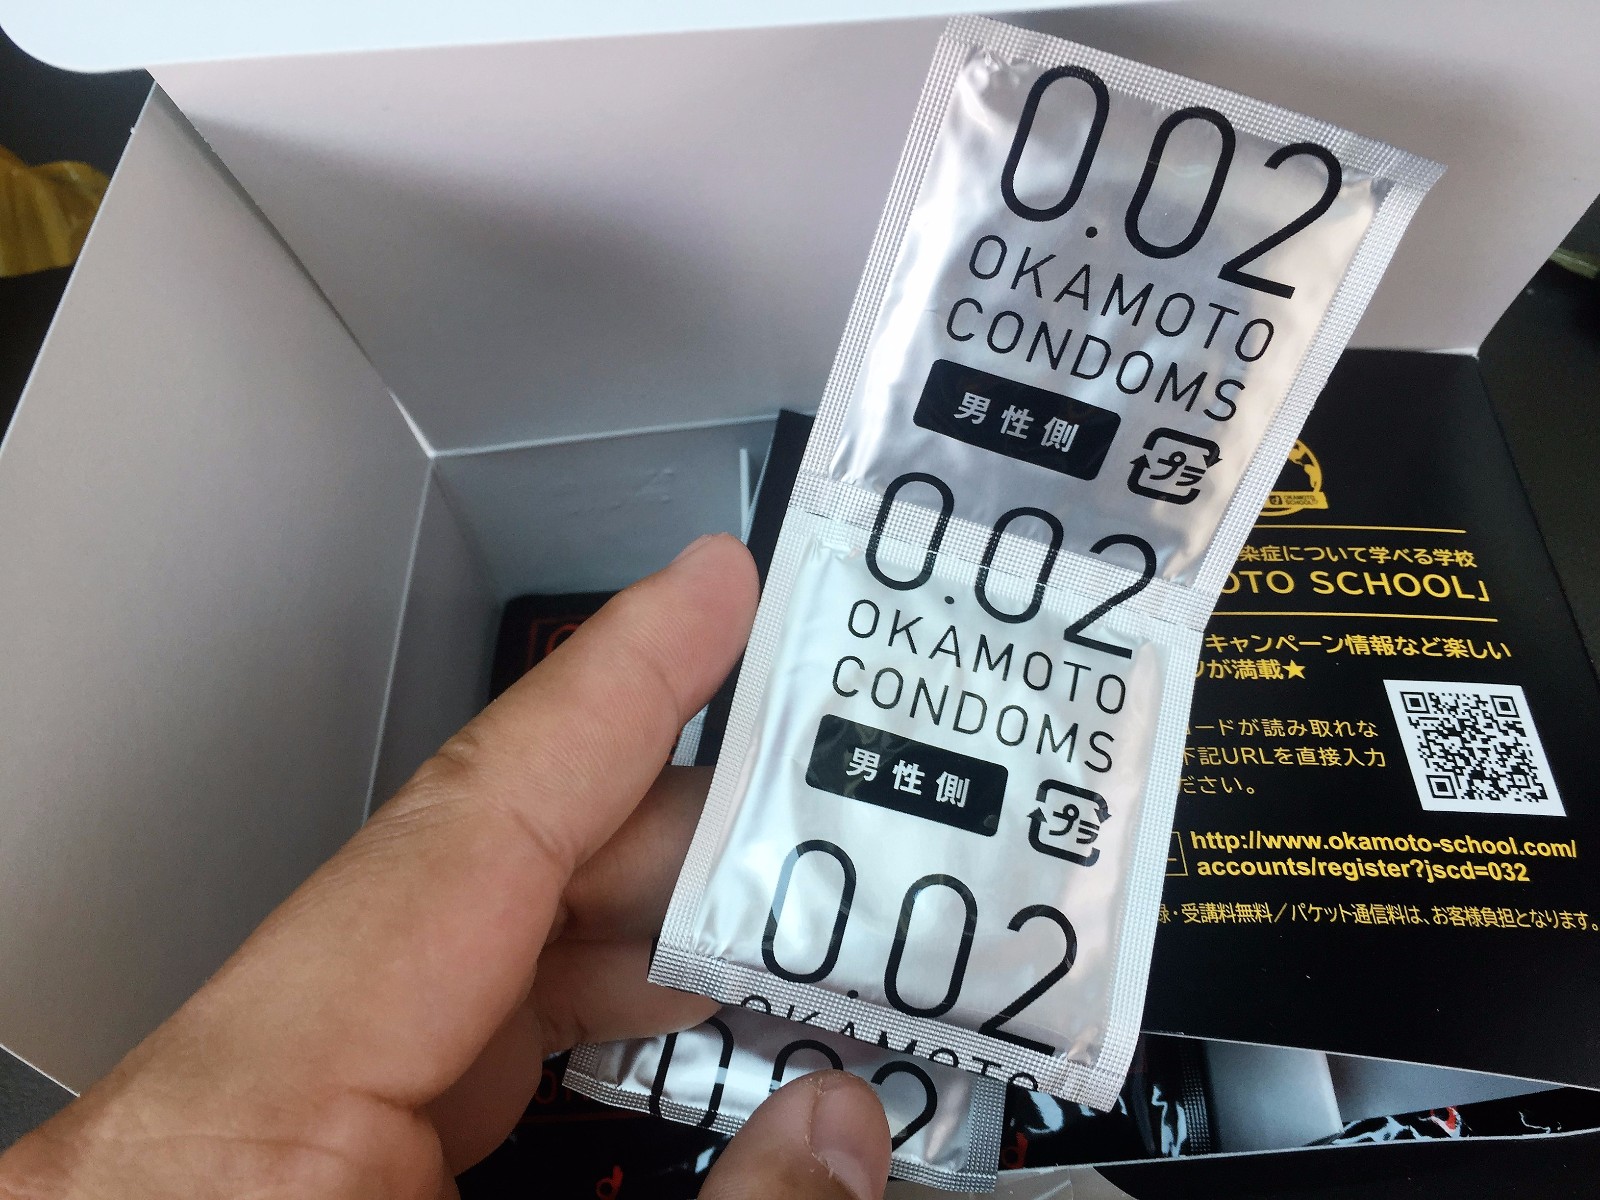 0.02
OKAMOTO
CONDOMS
男性側
プラ
0.02
OKAMOTO
CONDOMS
男性側
プラ
0.02
OKAMOTO
0.02
OKAMOTO
SCHOOL
染症について学べる学校
OTO SCHOOL」
キャンペーン情報など楽しい
が満載★
ードが読み取れな
下記URLを直接入力
ださい。
http://www.okamoto-school.com/
accounts/register?jscd=032
・受講料無料/パケット通信料は、お客様負担となります。